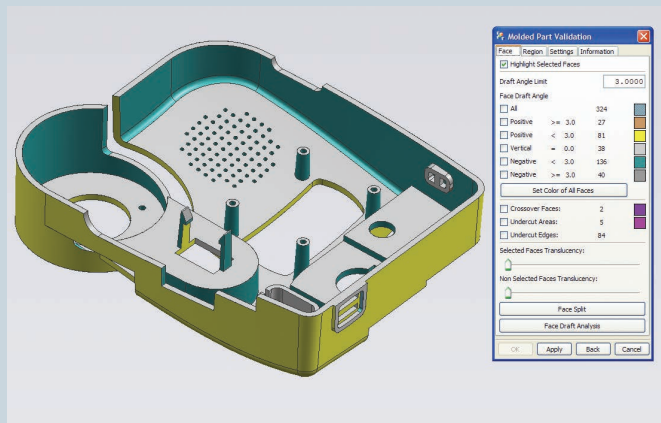 Molded Part Validation
Face Region Settings Information
Highlight Selected Faces
Draft Angle Limit 3.0000
Face Draft Angle
All 324
Positive >= 3.0 27
Positive < 3.0 81
Vertical = 0.0 38
Negative < 3.0 136
Negative >= 3.0 40
Set Color of All Faces
Crossover Faces: 2
Undercut Areas: 5
Undercut Edges: 84
Selected Faces Translucency:
Non Selected Faces Translucency:
Face Split
Face Draft Analysis
OK Apply Back Cancel